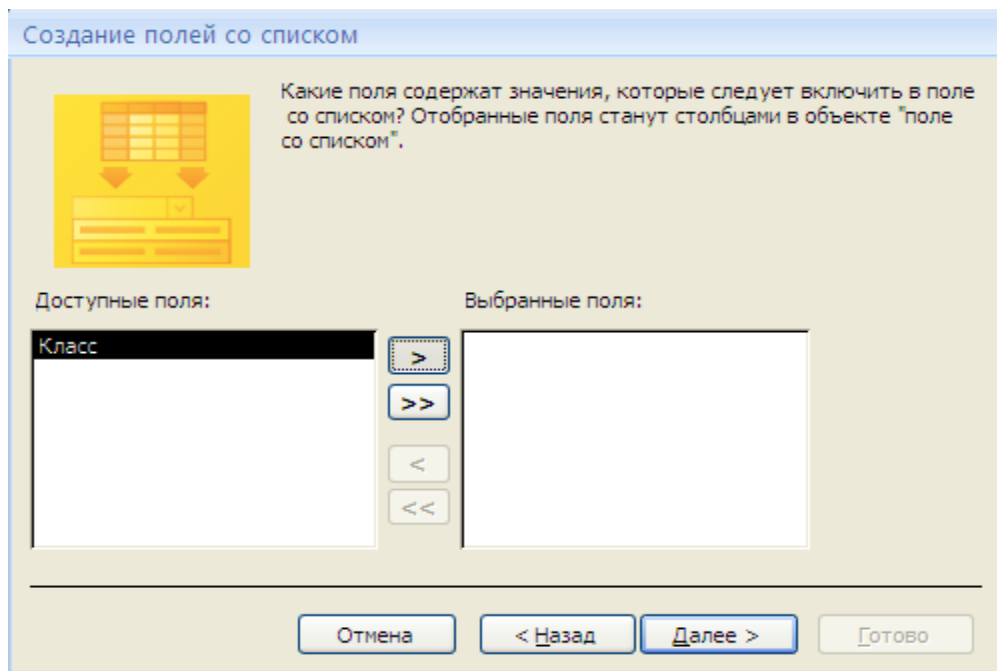 Создание полей со списком
Какие поля содержат значения, которые следует включить в поле
со списком? Отобранные поля станут столбцами в объекте "поле
со списком".
Доступные поля:
Выбранные поля:
Класс
>
>>
<
<<
Отмена
< Назад
Далее >
Готово